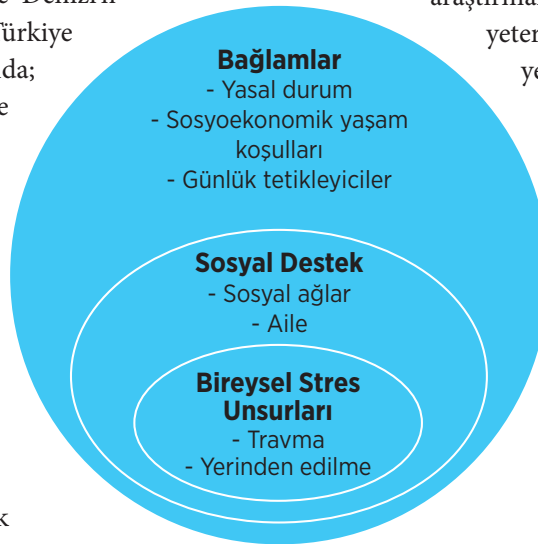 Türkiye
Bağlamlar
- Yasal durum
- Sosyoekonomik yaşam
koşulları
- Günlük tetikleyiciler
Sosyal Destek
- Sosyal ağlar
- Aile
Bireysel Stres
Unsurları
- Travma
- Yerinden edilme